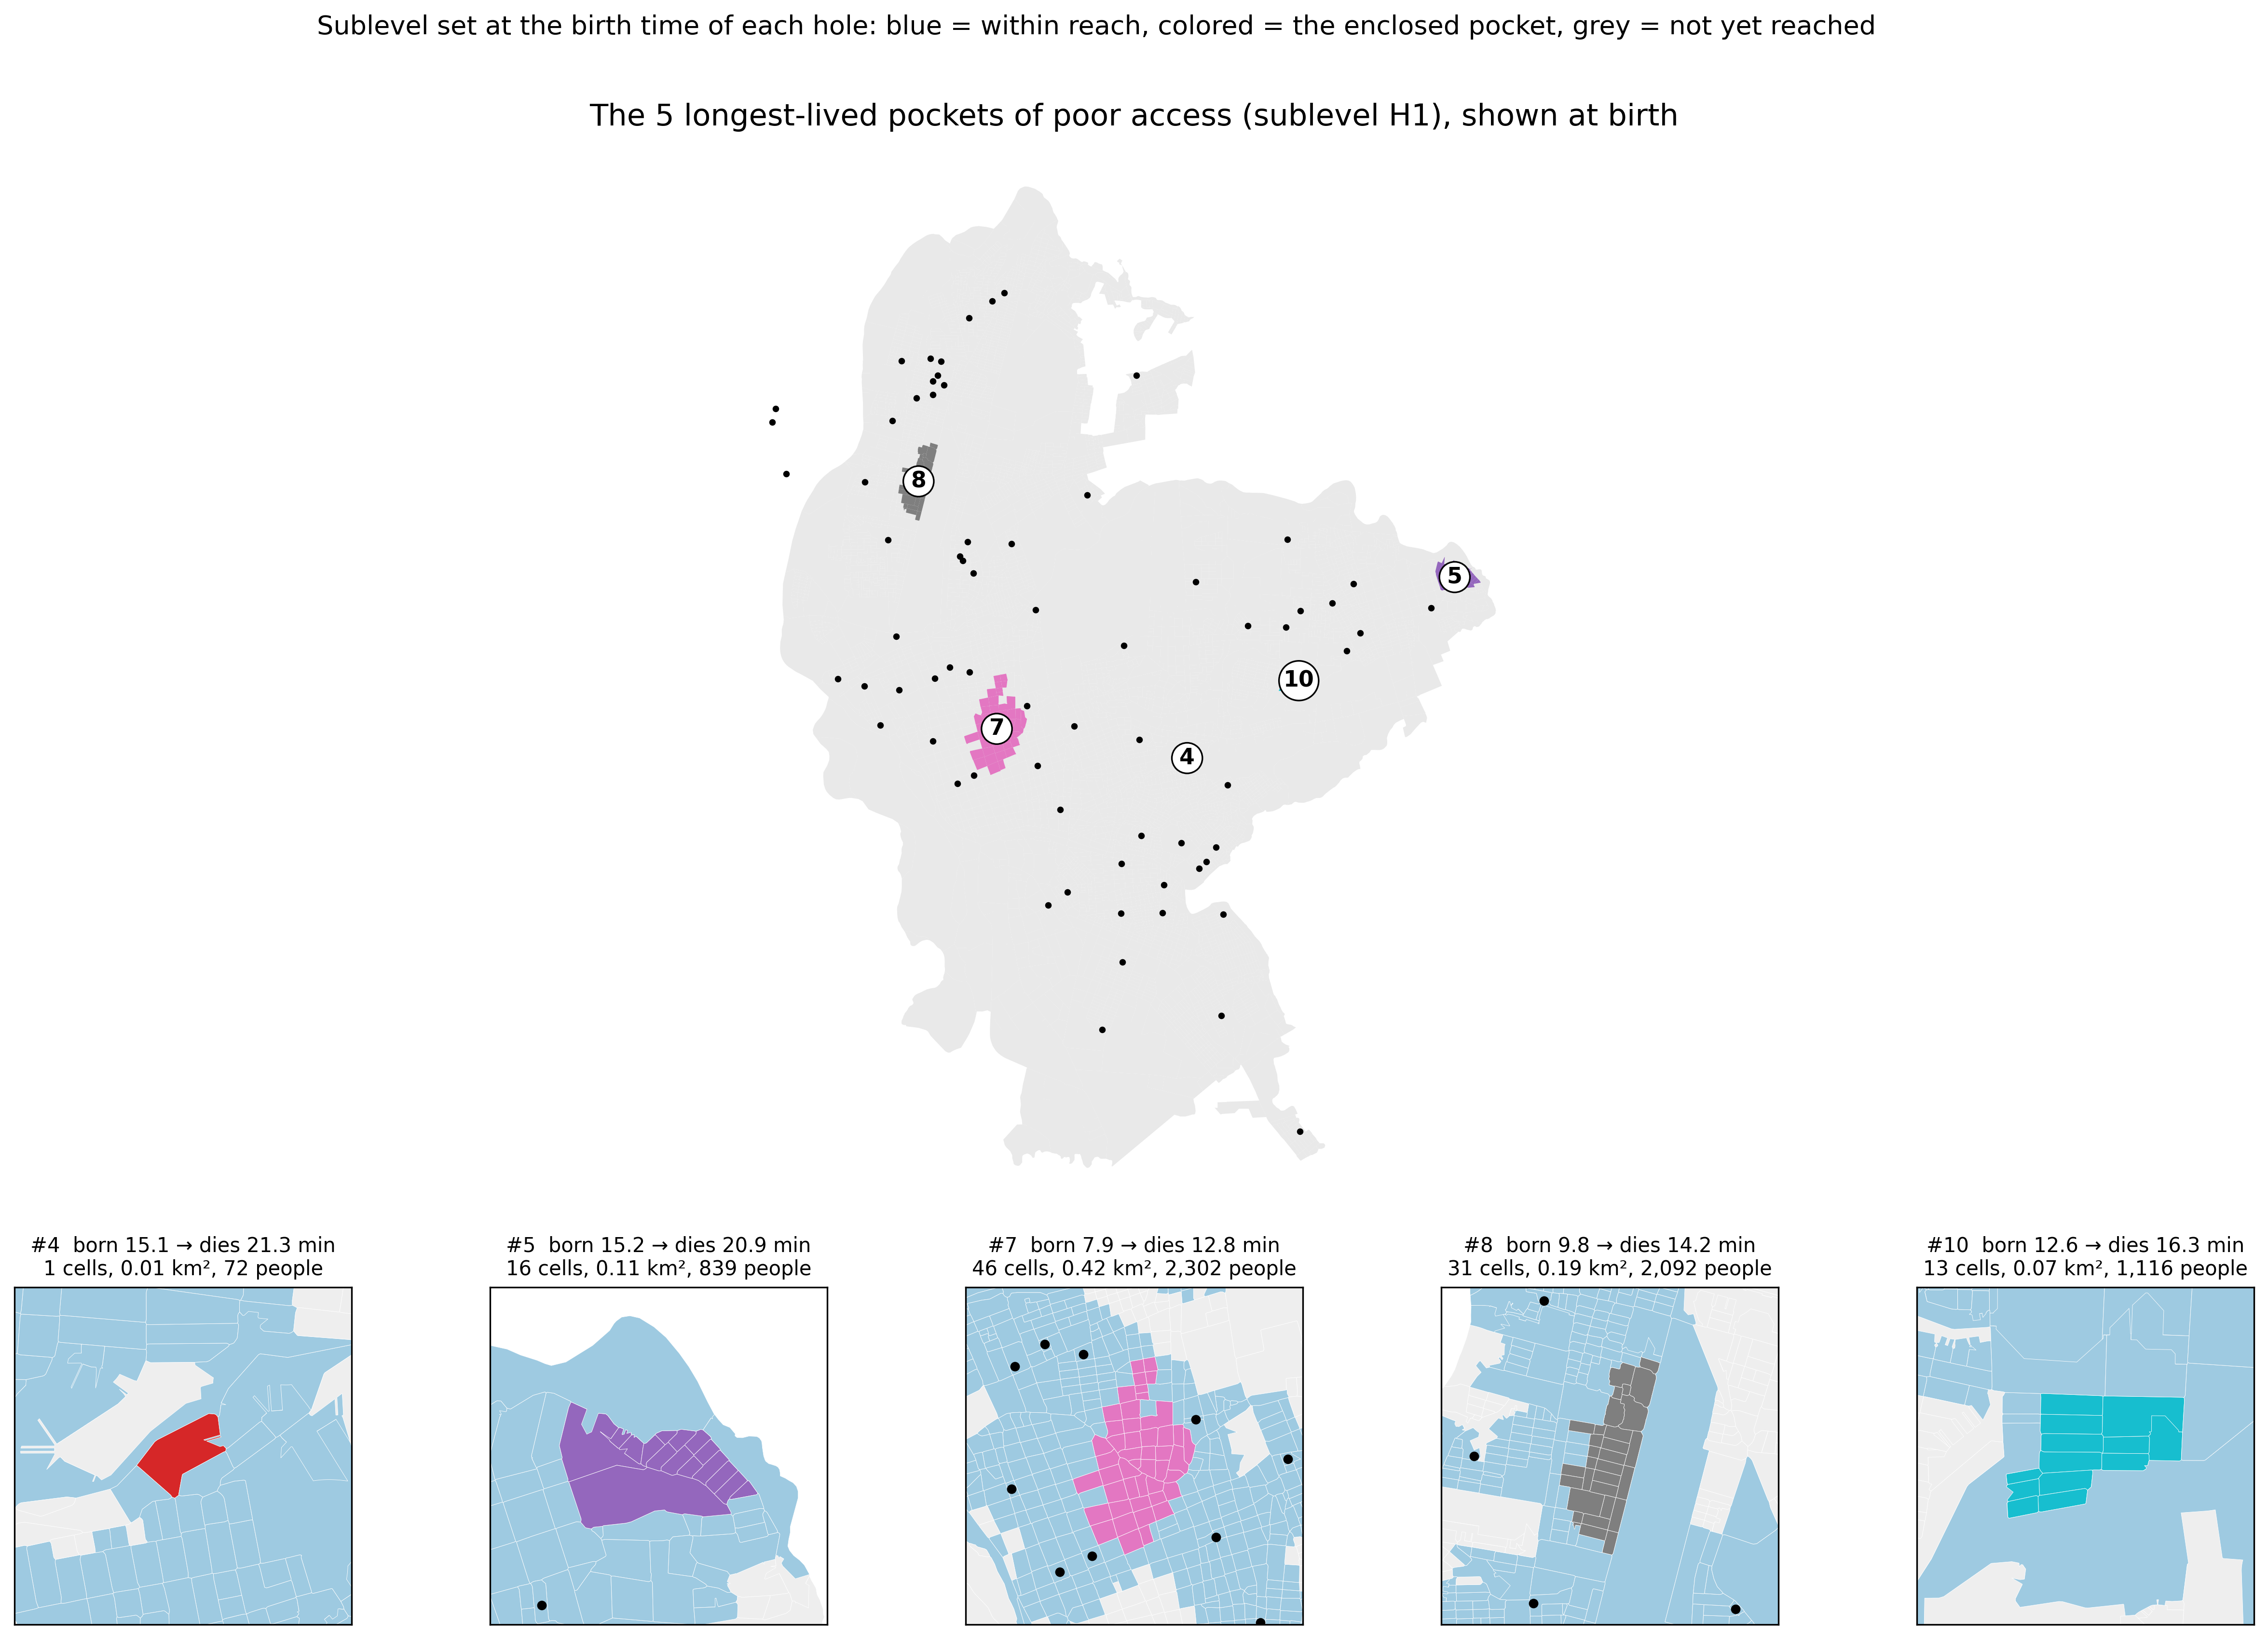 Sublevel set at the birth time of each hole: blue = within reach, colored = the enclosed pocket, grey = not yet reached
The 5 longest-lived pockets of poor access (sublevel H1), shown at birth
8
5
10
7
4
#4 born 15.1 → dies 21.3 min
1 cells, 0.01 km², 72 people
#5 born 15.2 → dies 20.9 min
16 cells, 0.11 km², 839 people
#7 born 7.9 → dies 12.8 min
46 cells, 0.42 km², 2,302 people
#8 born 9.8 → dies 14.2 min
31 cells, 0.19 km², 2,092 people
#10 born 12.6 → dies 16.3 min
13 cells, 0.07 km², 1,116 people